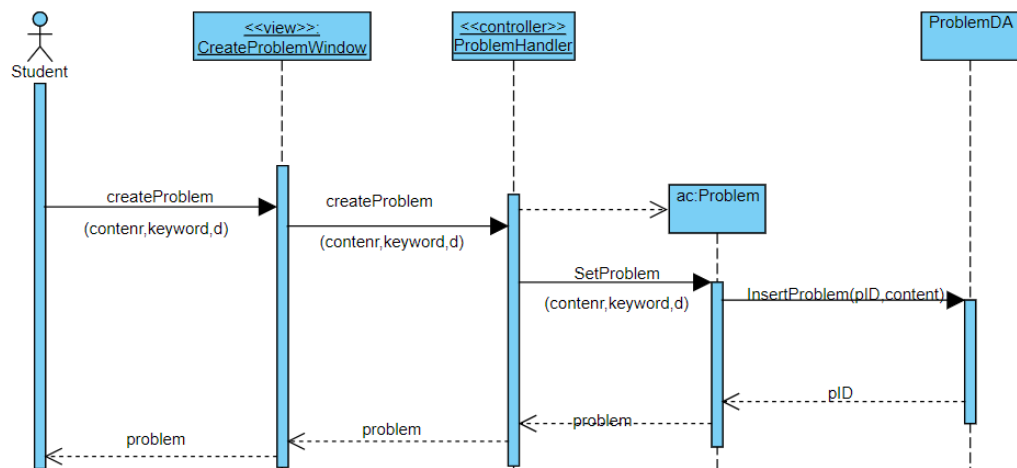 Student
<<view>>:
CreateProblemWindow
<<controller>>
ProblemHandler
ProblemDA
createProblem
(contenr,keyword,d)
createProblem
(contenr,keyword,d)
ac:Problem
SetProblem
(contenr,keyword,d)
InsertProblem(pID,content)
pID
problem
problem
problem